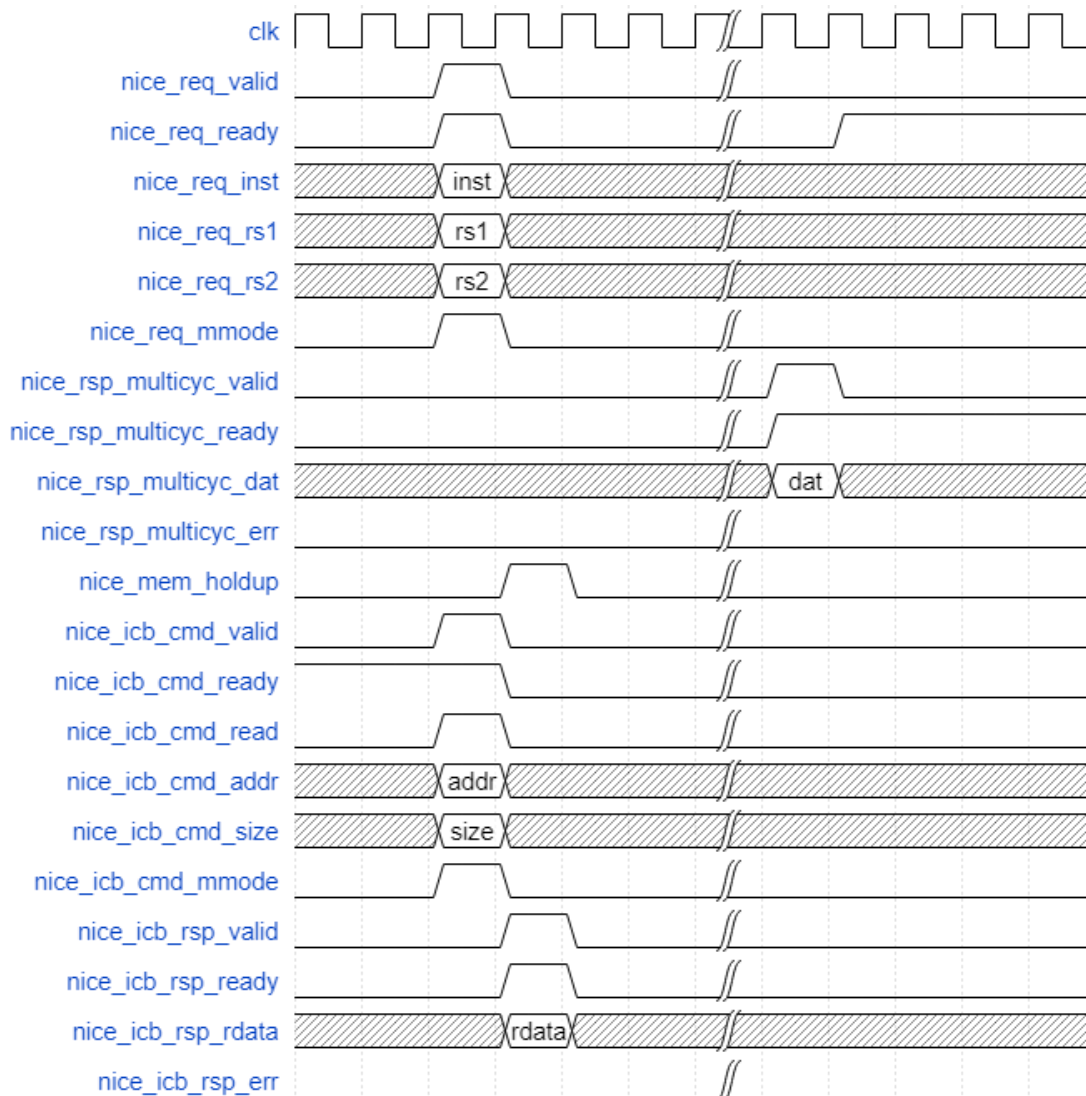 clk
nice_req_valid
nice_req_ready
nice_req_inst inst
nice_req_rs1 rs1
nice_req_rs2 rs2
nice_req_mmode
nice_rsp_multicyc_valid
nice_rsp_multicyc_ready
nice_rsp_multicyc_dat dat
nice_rsp_multicyc_err
nice_mem_holdup
nice_icb_cmd_valid
nice_icb_cmd_ready
nice_icb_cmd_read
nice_icb_cmd_addr addr
nice_icb_cmd_size size
nice_icb_cmd_mmode
nice_icb_rsp_valid
nice_icb_rsp_ready
nice_icb_rsp_rdata rdata
nice_icb_rsp_err